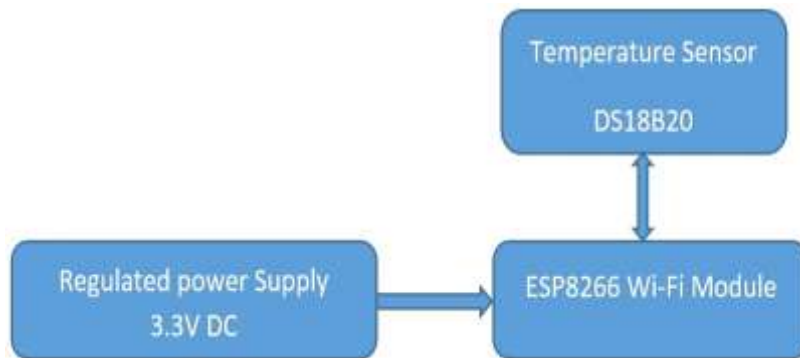 Temperature Sensor
DS18B20
Regulated power Supply
3.3V DC
ESP8266 Wi-Fi Module